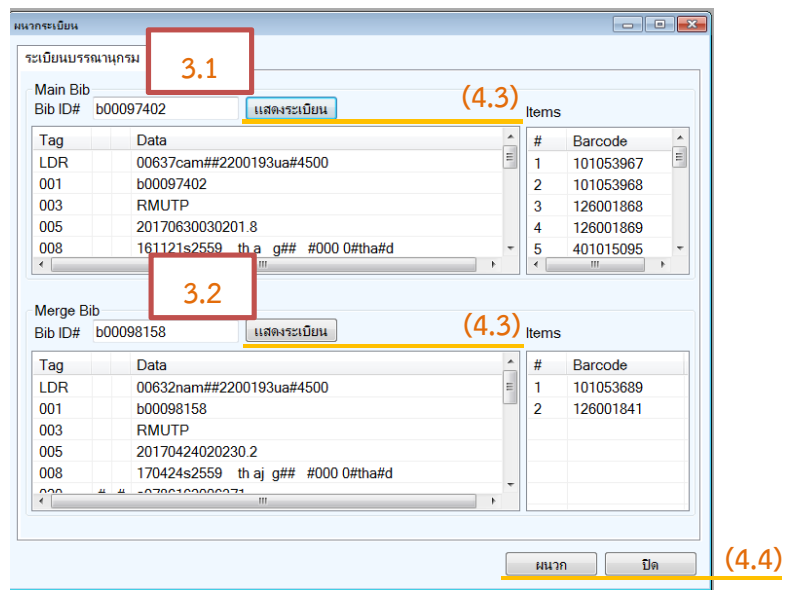 ผนวกระเบียน
ระเบียนบรรณานุกรม
3.1
Main Bib
Bib ID# b00097402 แสดงระเบียน (4.3) Items
Tag Data # Barcode
LDR 00637cam##2200193ua#4500 1 101053967
001 b00097402 2 101053968
003 RMUTP 3 126001868
005 20170630030201.8 4 126001869
008 161121s2559 th a g## #000 0#tha#d 5 401015095
3.2
Merge Bib
Bib ID# b00098158 แสดงระเบียน (4.3) Items
Tag Data # Barcode
LDR 00632nam##2200193ua#4500 1 101053689
001 b00098158 2 126001841
003 RMUTP
005 20170424020230.2
008 170424s2559 th aj g## #000 0#tha#d
ผนวก ปิด (4.4)